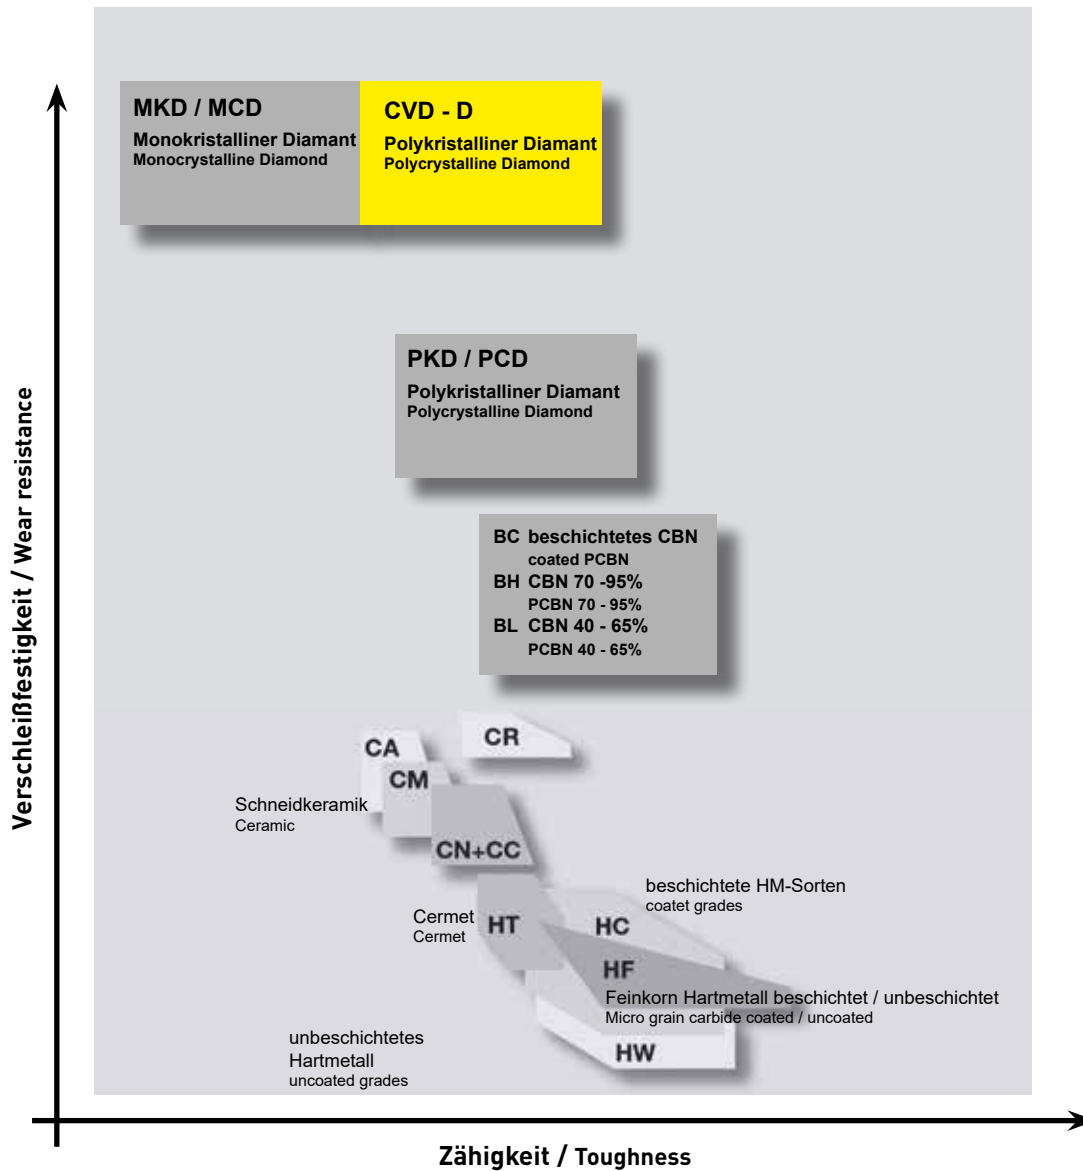 MKD / MCD
Monokristalliner Diamant
Monocrystalline Diamond
CVD - D
Polykristalliner Diamant
Polycrystalline Diamond
PKD / PCD
Polykristalliner Diamant
Polycrystalline Diamond
BC beschichtetes CBN
coated PCBN
BH CBN 70 -95%
PCBN 70 - 95%
BL CBN 40 - 65%
PCBN 40 - 65%
CR
CA
CM
Schneidkeramik
Ceramic
CN+CC
beschichtete HM-Sorten
coatet grades
Cermet
Cermet
HT
HC
HF
Feinkorn Hartmetall beschichtet / unbeschichtet
Micro grain carbide coated / uncoated
unbeschichtetes
Hartmetall
uncoated grades
HW
Verschleißfestigkeit / Wear resistance
Zähigkeit / Toughness